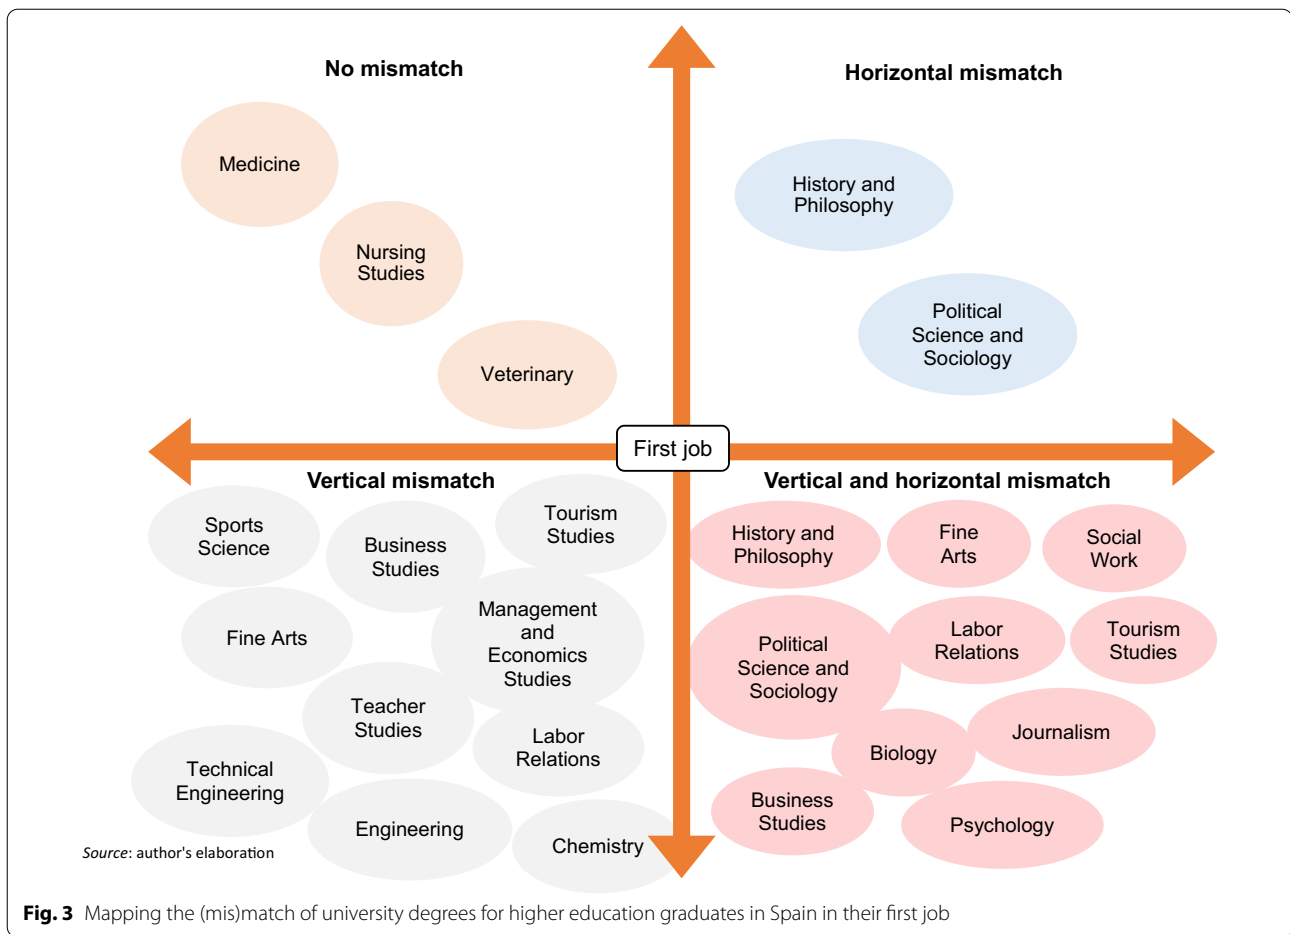 No mismatch
Horizontal mismatch
Medicine
Nursing
Studies
Veterinary
History and
Philosophy
Political
Science and
Sociology
First job
Vertical mismatch
Sports
Science
Business
Studies
Tourism
Studies
Fine Arts
Management
and
Economics
Studies
Teacher
Studies
Labor
Relations
Technical
Engineering
Engineering
Chemistry
Vertical and horizontal mismatch
History and
Philosophy
Fine
Arts
Social
Work
Political
Science and
Sociology
Labor
Relations
Tourism
Studies
Journalism
Biology
Business
Studies
Psychology
Source: author's elaboration
Fig. 3 Mapping the (mis)match of university degrees for higher education graduates in Spain in their first job